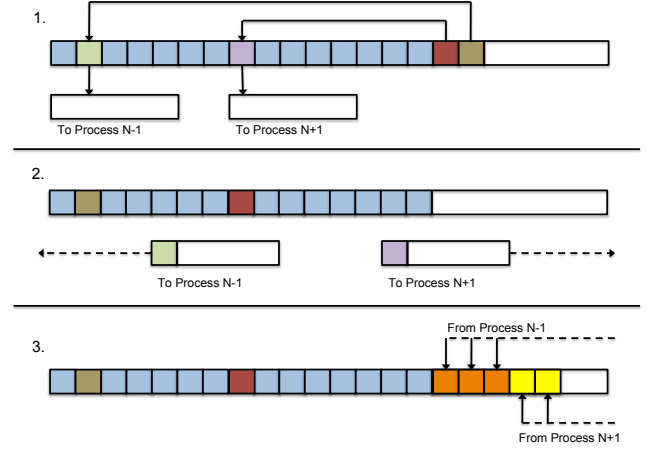 1.
To Process N-1
To Process N+1
2.
To Process N-1
To Process N+1
From Process N-1
3.
From Process N+1